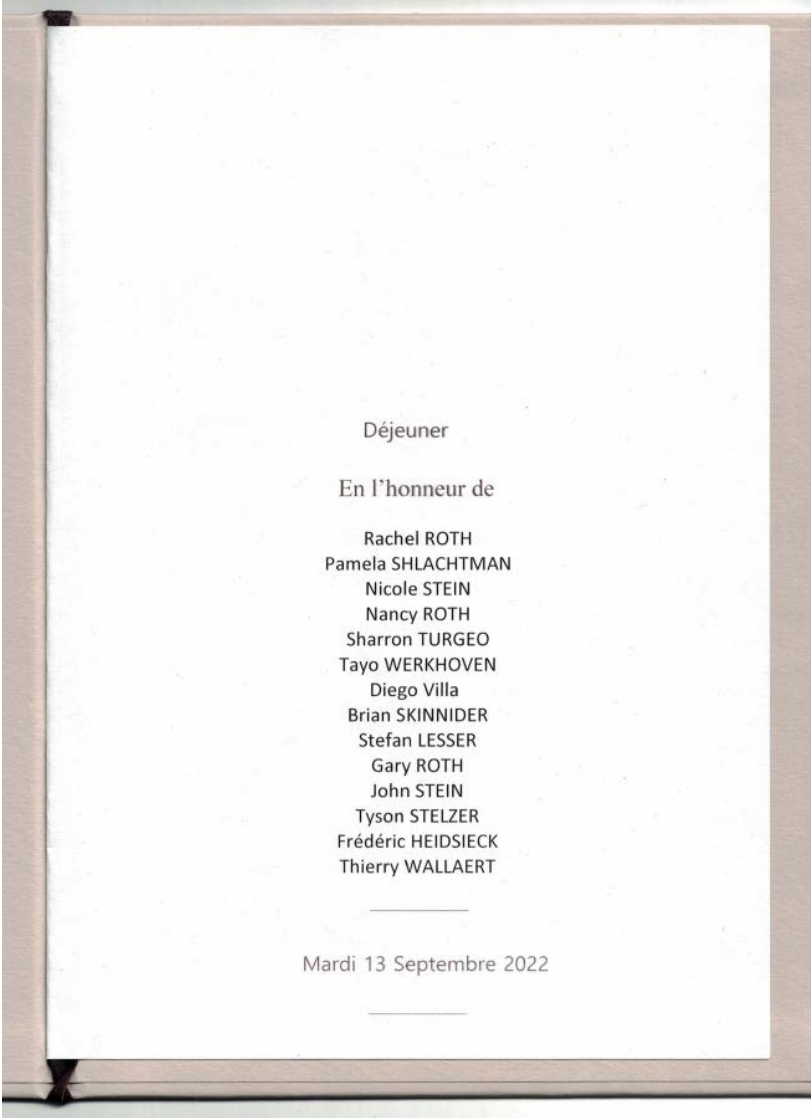 Déjeuner
En l'honneur de
Rachel ROTH
Pamela SHLACHTMAN
Nicole STEIN
Nancy ROTH
Sharron TURGEO
Tayo WERKHOVEN
Diego Villa
Brian SKINNIDER
Stefan LESSER
Gary ROTH
John STEIN
Tyson STELZER
Frédéric HEIDSIECK
Thierry WALLAERT
Mardi 13 Septembre 2022